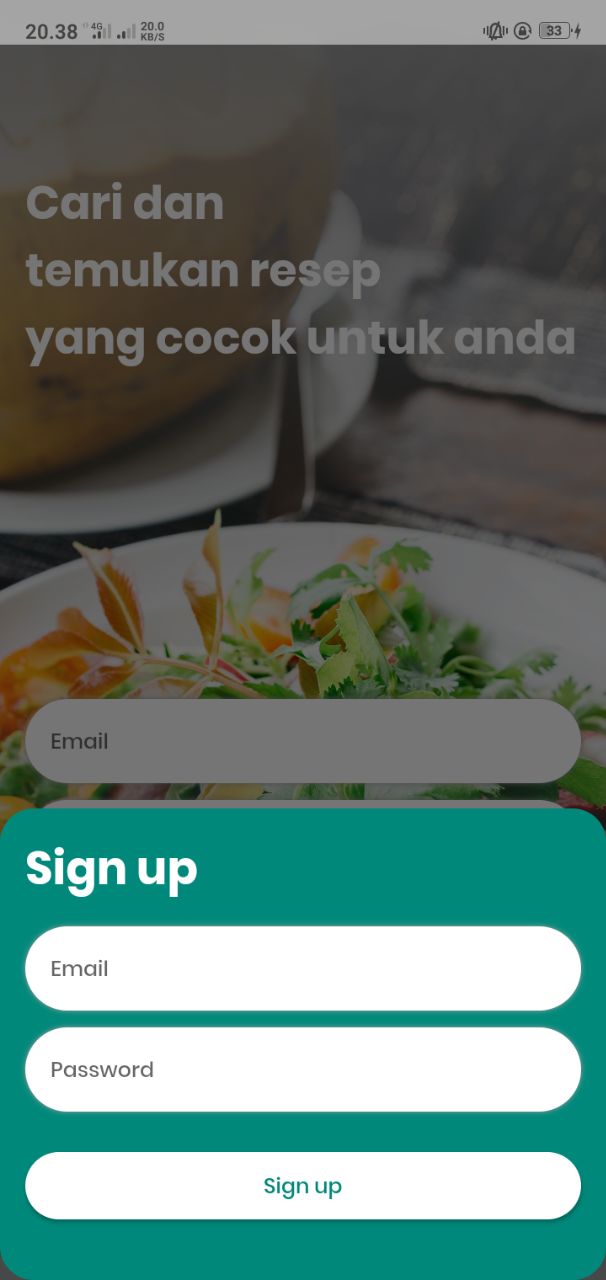 20.38 4G 20.0
KB/S
33
Cari dan
temukan resep
yang cocok untuk anda
Email
Sign up
Email
Password
Sign up